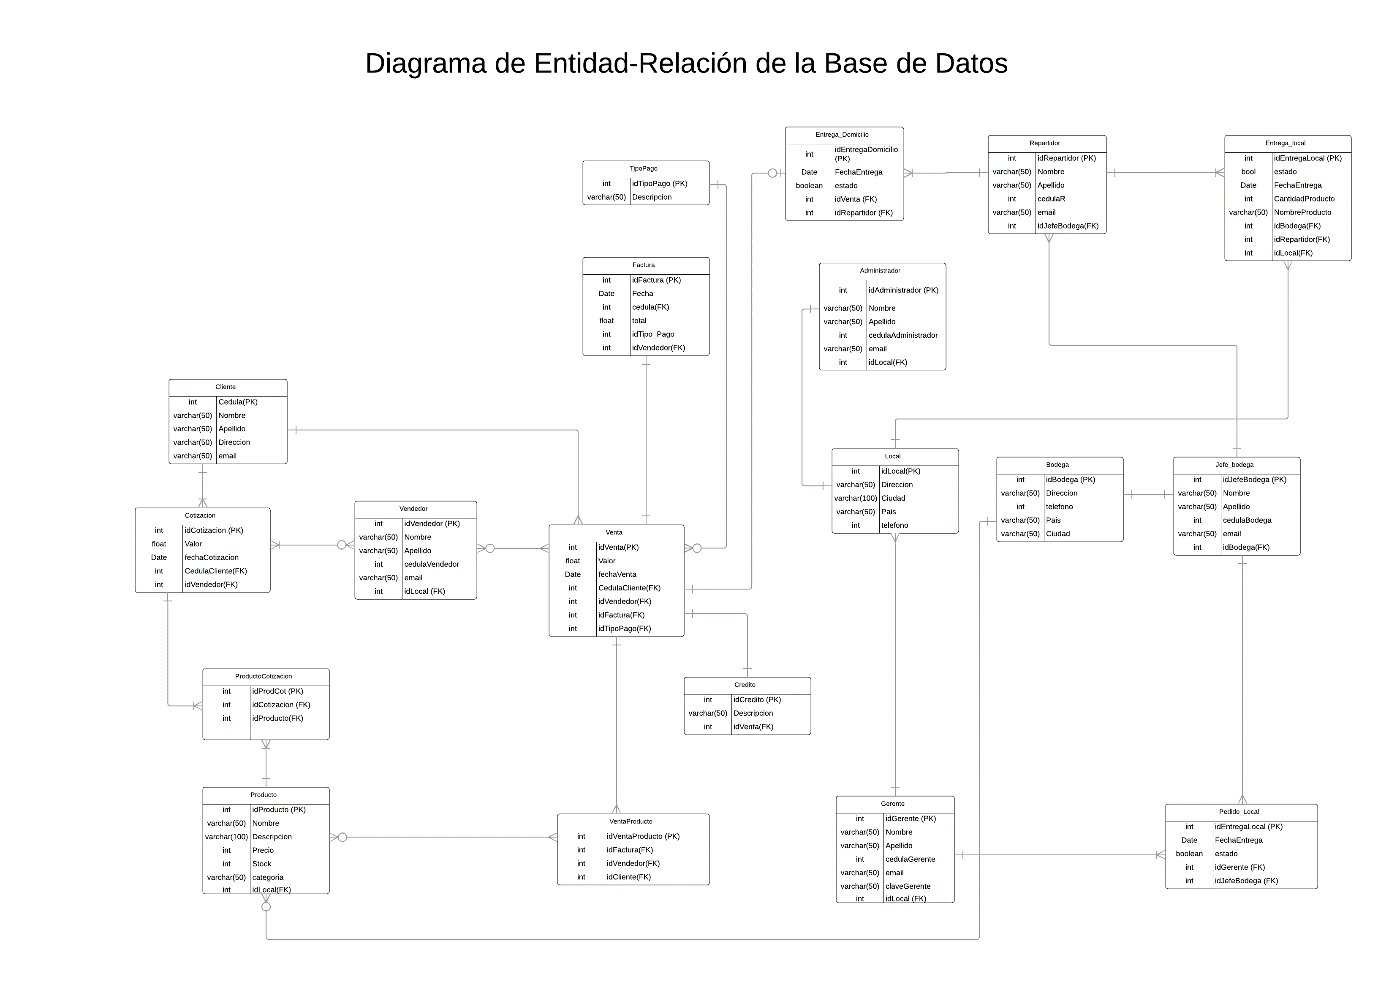 Diagrama de Entidad-Relación de la Base de Datos
Entrega_Domicilio
int idEntregaDomicilio
(PK)
Date FechaEntrega
boolean estado
int idVenta (FK)
int idRepartidor (FK)
Repartidor
int idRepartidor (PK)
varchar(50) Nombre
varchar(50) Apellido
int cedulaR
varchar(50) email
int idJefeBodega(FK)
Entrega_local
int idEntregaLocal (PK)
bool estado
Date FechaEntrega
int CantidadProducto
varchar(50) NombreProducto
int idBodega(FK)
int idRepartidor(FK)
int idLocal(FK)
TipoPago
int idTipoPago (PK)
varchar(50) Descripcion
Factura
int idFactura (PK)
Date Fecha
int cedula(FK)
float total
int idTipo_Pago
int idVendedor(FK)
Administrador
int idAdministrador (PK)
varchar(50) Nombre
varchar(50) Apellido
int cedulaAdministrador
varchar(50) email
int idLocal(FK)
Cliente
int Cedula(PK)
varchar(50) Nombre
varchar(50) Apellido
varchar(50) Direccion
varchar(50) email
Local
int idLocal(PK)
varchar(50) Direccion
varchar(100) Ciudad
varchar(50) Pais
int telefono
Bodega
int idBodega (PK)
varchar(50) Direccion
int telefono
varchar(50) Pais
varchar(50) Ciudad
Jefe_bodega
int idJefeBodega (PK)
varchar(50) Nombre
varchar(50) Apellido
int cedulaBodega
varchar(50) email
int idBodega(FK)
Cotizacion
int idCotizacion (PK)
float Valor
Date fechaCotizacion
int CedulaCliente(FK)
int idVendedor(FK)
Vendedor
int idVendedor (PK)
varchar(50) Nombre
varchar(50) Apellido
int cedulaVendedor
varchar(50) email
int idLocal (FK)
Venta
int idVenta(PK)
float Valor
Date fechaVenta
int CedulaCliente(FK)
int idVendedor(FK)
int idFactura(FK)
int idTipoPago(FK)
ProductoCotizacion
int idProdCot (PK)
int idCotizacion (FK)
int idProducto(FK)
Credito
int idCredito (PK)
varchar(50) Descripcion
int idVenta(FK)
Producto
int idProducto (PK)
varchar(50) Nombre
varchar(100) Descripcion
int Precio
int Stock
varchar(50) categoria
int idLocal(FK)
VentaProducto
int idVentaProducto (PK)
int idFactura(FK)
int idVendedor(FK)
int idCliente(FK)
Gerente
int idGerente (PK)
varchar(50) Nombre
varchar(50) Apellido
int cedulaGerente
varchar(50) email
varchar(50) claveGerente
int idLocal (FK)
Pedido_Local
int idEntregaLocal (PK)
Date FechaEntrega
boolean estado
int idGerente (FK)
int idJefeBodega (FK)